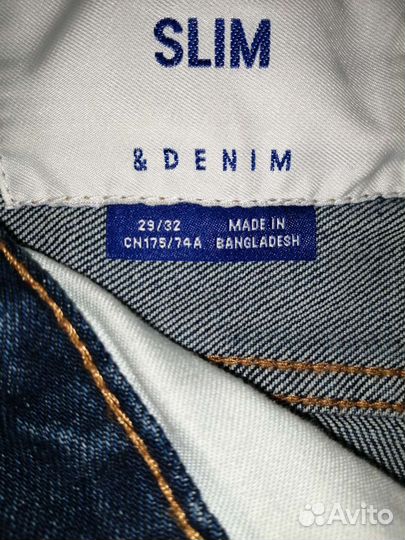 SLIM
& DENIM
29/32 MADE IN
CN175/74A BANGLADESH
Avito